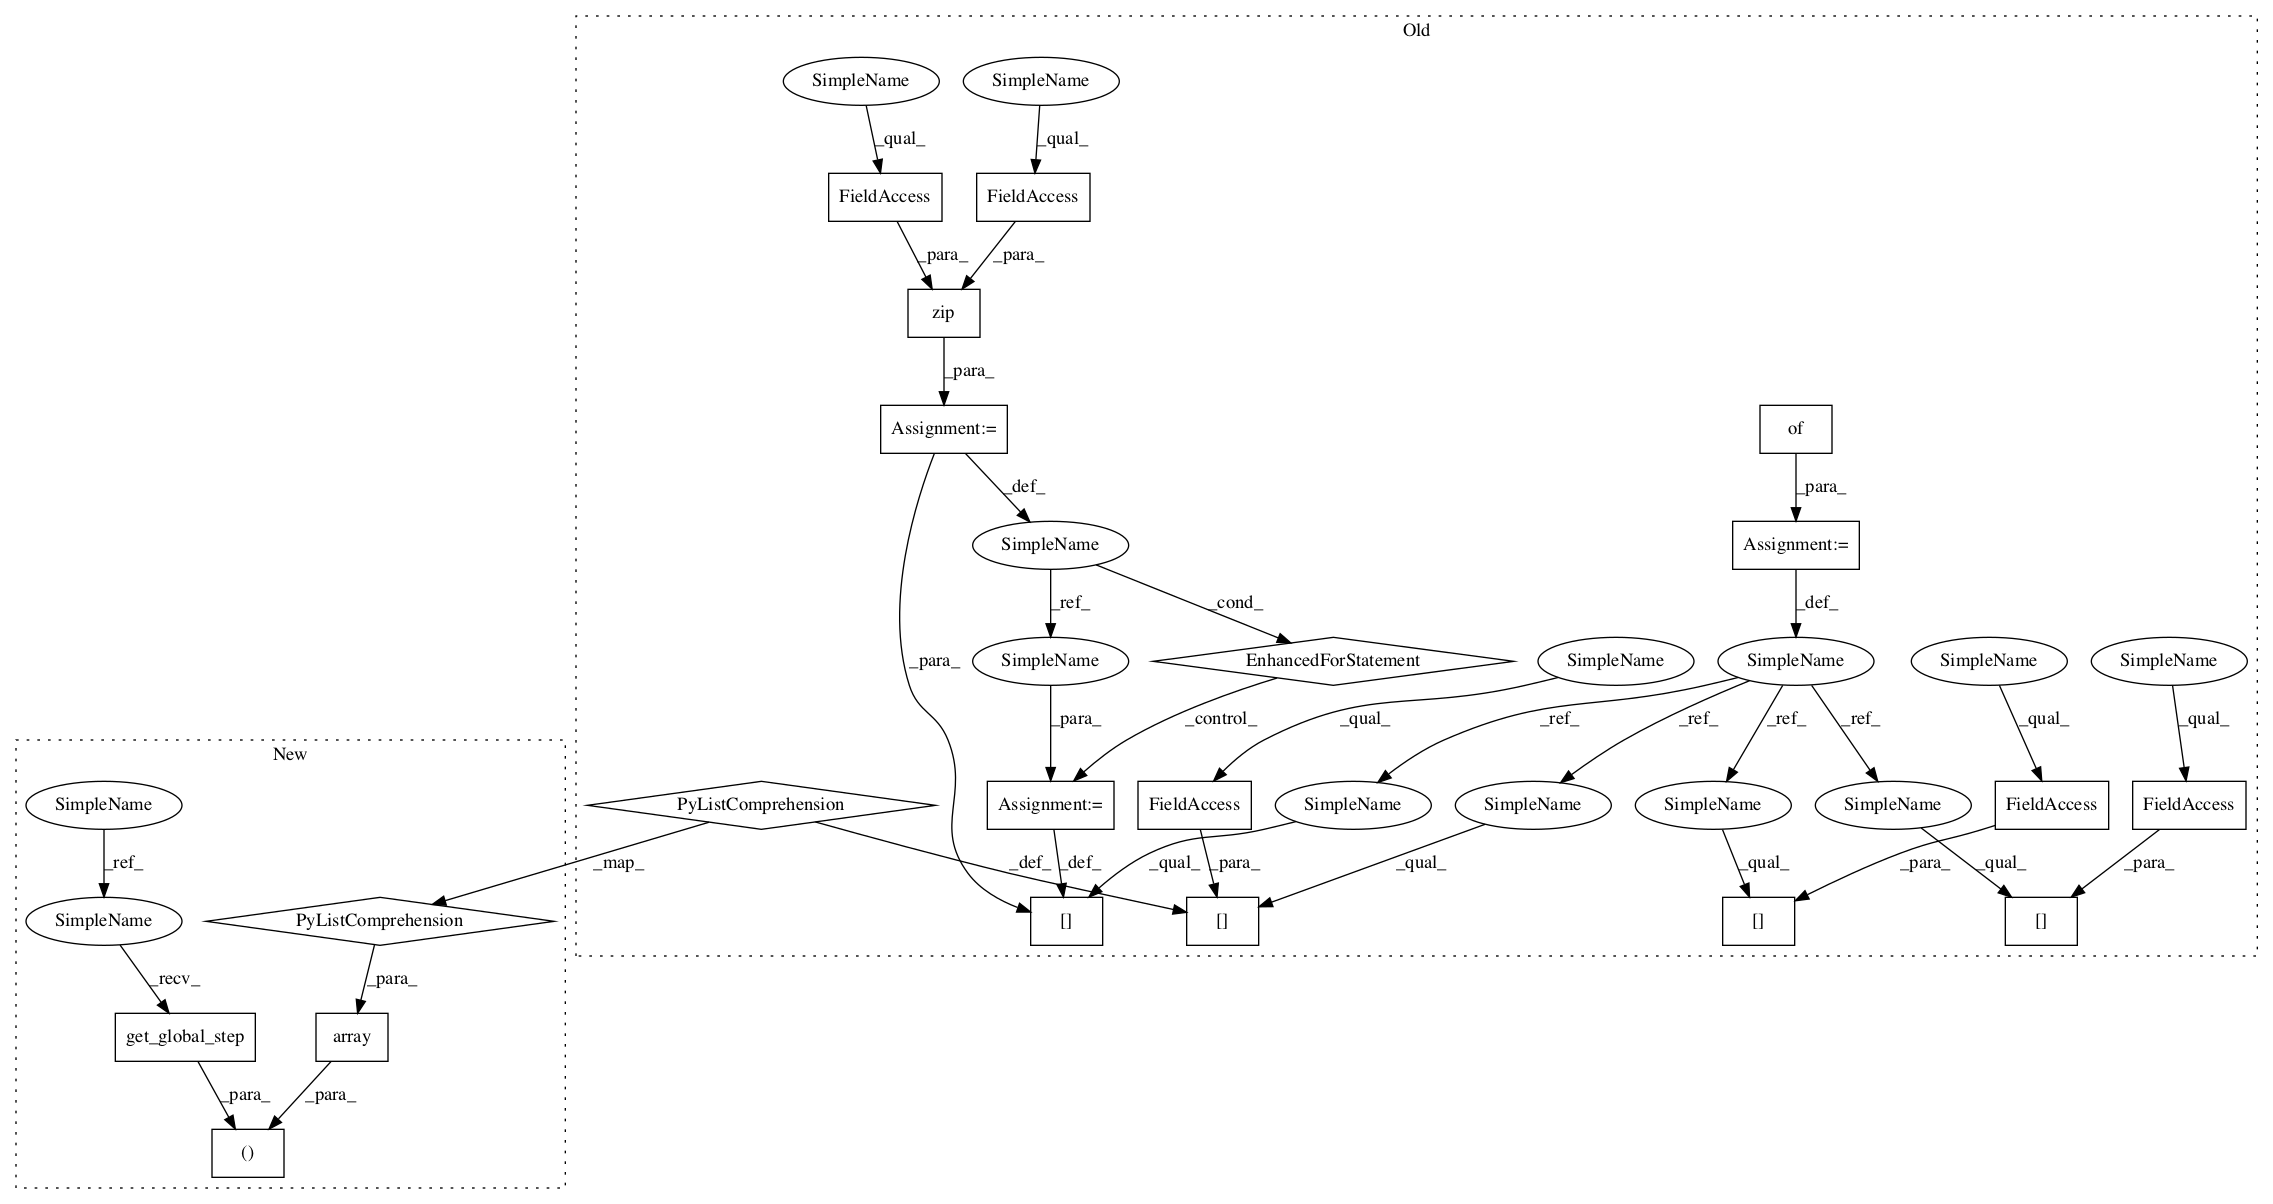 Old
SimpleName
SimpleName
_qual_
_qual_
FieldAccess
FieldAccess
_para_
_para_
zip
_para_
Assignment:=
of
_def_
_para_
SimpleName
Assignment:=
_ref_
_cond_
_def_
_para_
SimpleName
EnhancedForStatement
SimpleName
SimpleName
SimpleName
SimpleName
_para_
_control_
_qual_
_ref_
_ref_
_ref_
_ref_
_qual_
_qual_
New
SimpleName
PyListComprehension
Assignment:=
FieldAccess
SimpleName
SimpleName
SimpleName
SimpleName
FieldAccess
FieldAccess
_ref_
_map_
_def_
_def_
_qual_
_para_
_qual_
_qual_
_para_
_qual_
_para_
SimpleName
PyListComprehension
[]
[]
[]
[]
_recv_
_para_
get_global_step
array
_para_
_para_
()